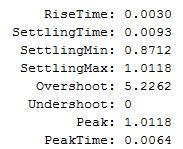 RiseTime: 0.0030
SettlingTime: 0.0093
SettlingMin: 0.8712
SettlingMax: 1.0118
Overshoot: 5.2262
Undershoot: 0
Peak: 1.0118
PeakTime: 0.0064